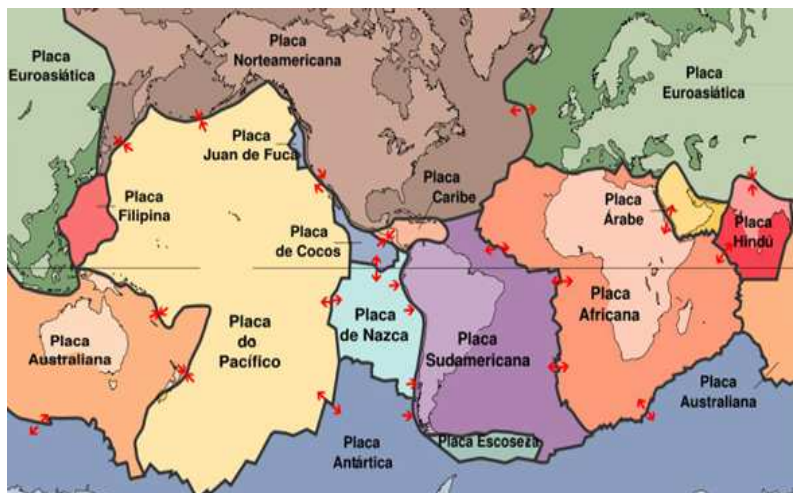 Placa
Euroasiática
Placa
Norteamericana
Placa
Euroasiática
Placa
Juan de Fuca
Placa
Filipina
Placa
Caribe
Placa
Árabe
Placa
Hindú
Placa
de Cocos
Placa
Australiana
Placa
do
Pacífico
Placa
de Nazca
Placa
Sudamericana
Placa
Africana
Placa
Australiana
Placa
Antártica
Placa Escoseza